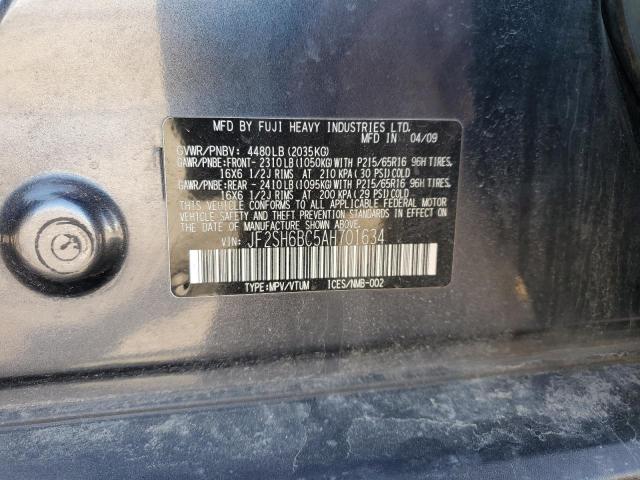 MFD BY FUJI HEAVY INDUSTRIES LTD.
MFD IN 04/09
GVWR/PNBV: 4480LB(2035KG)
GAWR/PNBE:FRONT-2310LB(1050KG)WITH P215/65R16 96H TIRES,
16X6 1/2J RIMS AT 210 KPA(30 PSI)COLD
GAWR/PNBE:REAR -2410LB(1095KG)WITH P215/65R16 96H TIRES,
16X6 1/2J RIMS AT 200 KPA(29 PSI)COLD
THIS VEHICLE CONFORMS TO ALL APPLICABLE FEDERAL MOTOR
VEHICLE SAFETY AND THEFT PREVENTION STANDARDS IN EFFECT
ON THE DATE OF MANUFACTURE SHOWN ABOVE.
VIN: JF2SH6BC5AH701634
TYPE:MPV/VTUM ICES/NMB-002